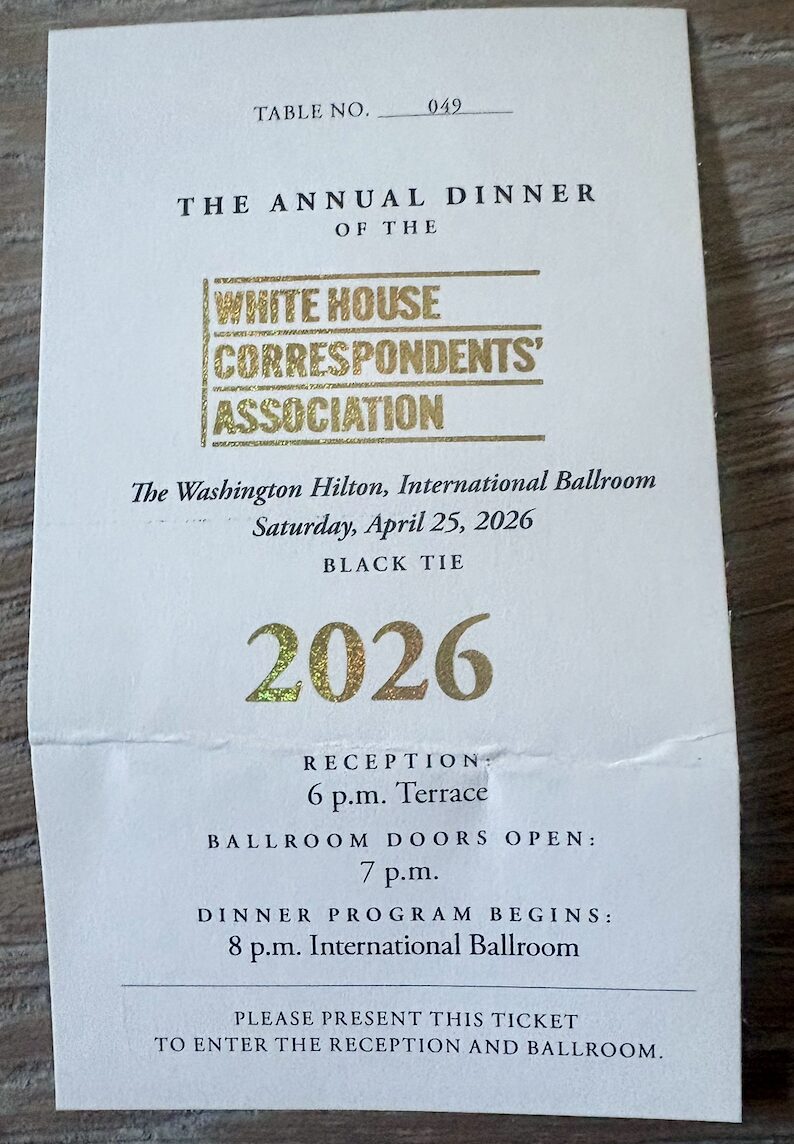 TABLE NO. 049
THE ANNUAL DINNER
OF THE
WHITE HOUSE
CORRESPONDENTS'
ASSOCIATION
The Washington Hilton, International Ballroom
Saturday, April 25, 2026
BLACK TIE
2026
RECEPTION:
6 p.m. Terrace
BALLROOM DOORS OPEN:
7 p.m.
DINNER PROGRAM BEGINS:
8 p.m. International Ballroom
PLEASE PRESENT THIS TICKET
TO ENTER THE RECEPTION AND BALLROOM.